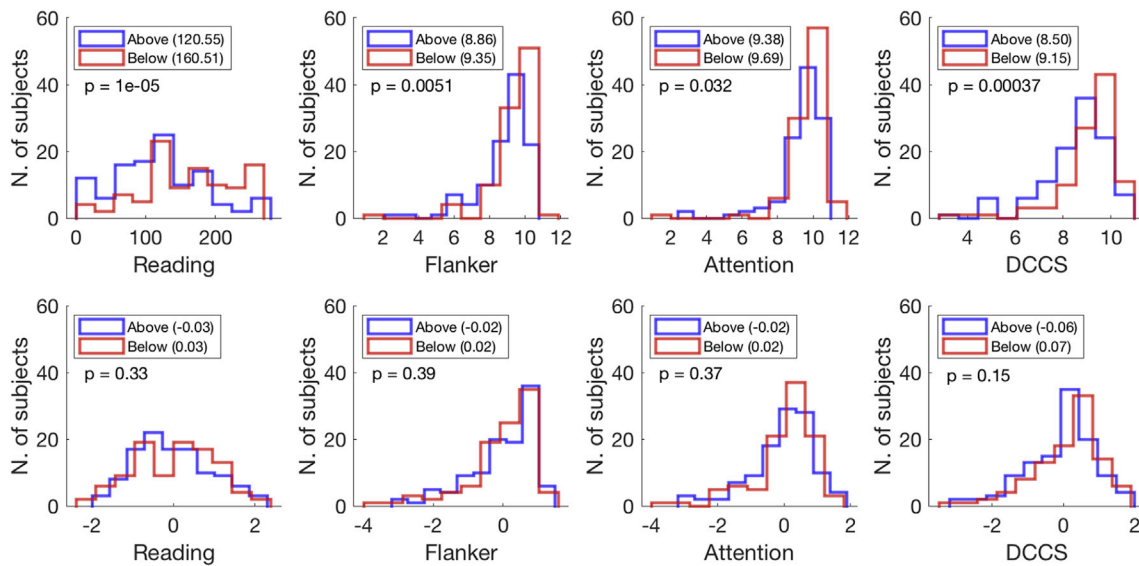 60
40
20
0
N. of subjects
Above (120.55)
Below (160.51)
p = 1e-05
0 100 200
Reading
60
40
20
0
N. of subjects
Above (8.86)
Below (9.35)
p = 0.0051
2 4 6 8 10 12
Flanker
60
40
20
0
N. of subjects
Above (9.38)
Below (9.69)
p = 0.032
2 4 6 8 10 12
Attention
60
40
20
0
N. of subjects
Above (8.50)
Below (9.15)
p = 0.00037
4 6 8 10
DCCS
60
40
20
0
N. of subjects
Above (-0.03)
Below (0.03)
p = 0.33
-2 0 2
Reading
60
40
20
0
N. of subjects
Above (-0.02)
Below (0.02)
p = 0.39
-4 -2 0
Flanker
60
40
20
0
N. of subjects
Above (-0.02)
Below (0.02)
p = 0.37
-4 -2 0 2
Attention
60
40
20
0
N. of subjects
Above (-0.06)
Below (0.07)
p = 0.15
-2 0 2
DCCS